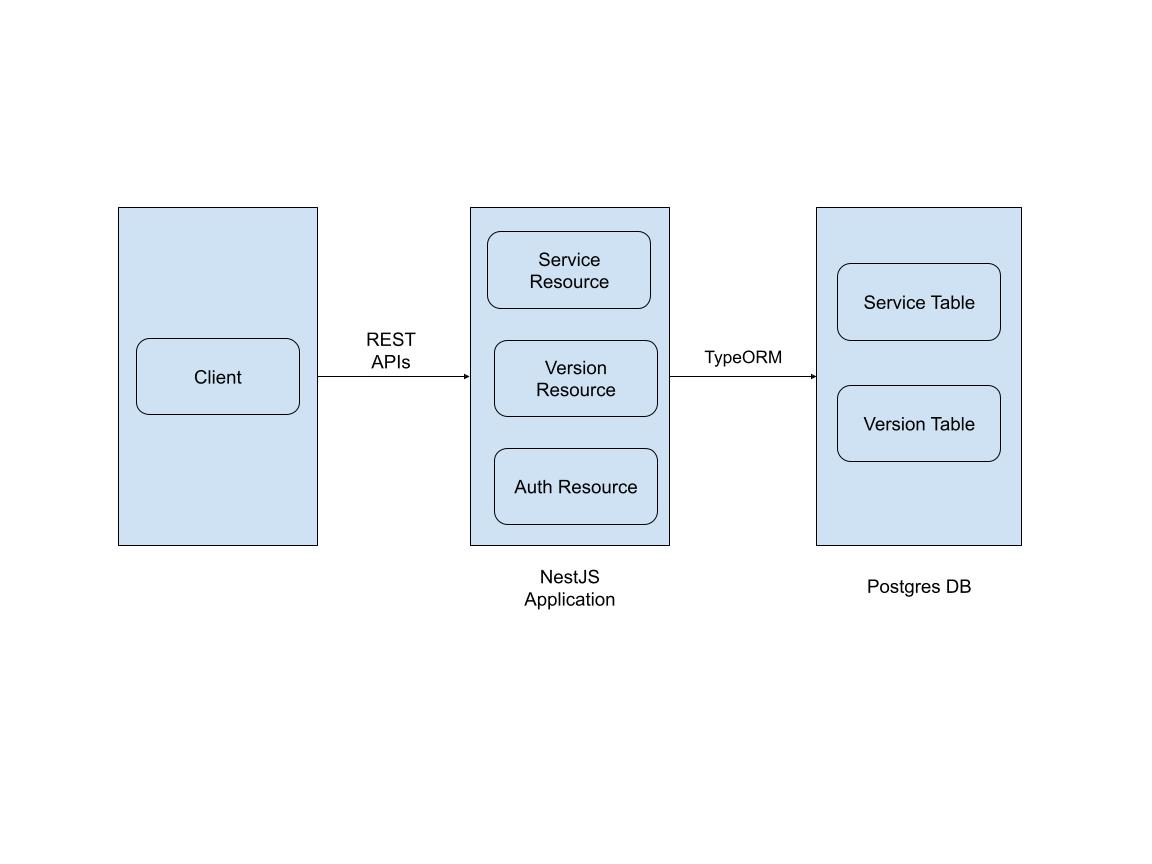 Client
REST
APIs
Service
Resource
Version
Resource
Auth Resource
NestJS
Application
TypeORM
Service Table
Version Table
Postgres DB